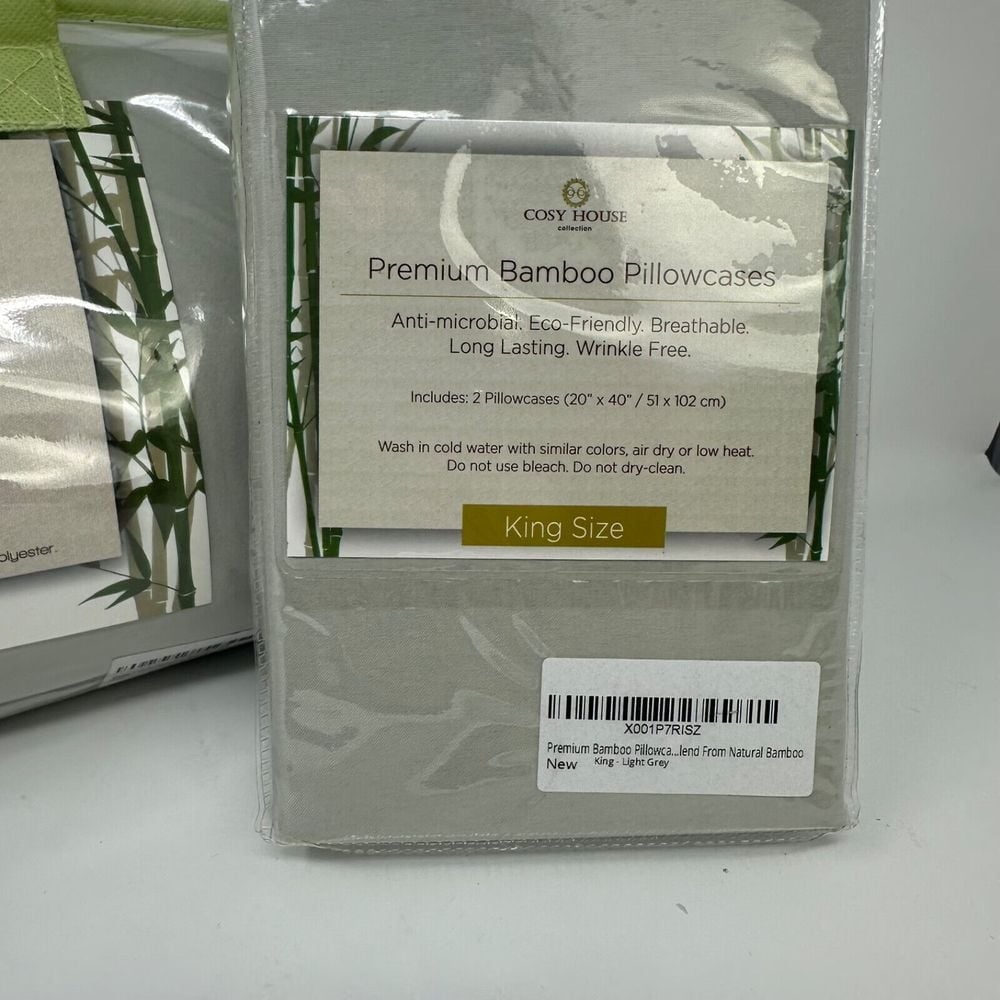 COSY HOUSE
collection
Premium Bamboo Pillowcases
Anti-microbial. Eco-Friendly. Breathable.
Long Lasting. Wrinkle Free.
Includes: 2 Pillowcases (20" x 40" / 51 x 102 cm)
Wash in cold water with similar colors, air dry or low heat.
Do not use bleach. Do not dry-clean.
King Size
X001P7RISZ
Premium Bamboo Pillowca...lend From Natural Bamboo
New King - Light Grey
olyester.